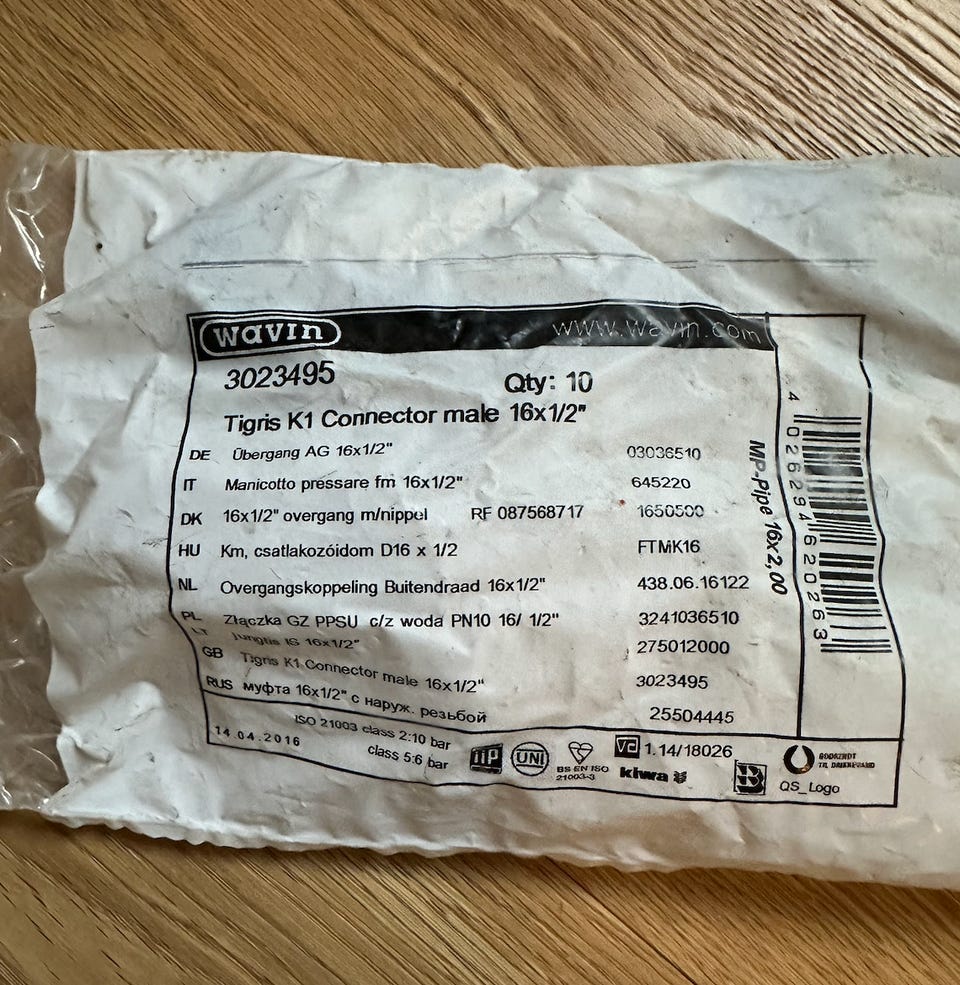 wavin www.wavin.com
3023495 Qty: 10
Tigris K1 Connector male 16x1/2"
DE Übergang AG 16x1/2" 03036510
IT Manicotto pressare fm 16x1/2" 645220
DK 16x1/2" overgang m/nippel RF 087568717 1650500
HU Km, csatlakozóidom D16 x 1/2 FTMK16
NL Overgangskoppeling Buitendraad 16x1/2" 438.06.16122
PL Złączka GZ PPSU c/z woda PN10 16/ 1/2" 3241036510
LT Jungtis IS 16x1/2" 275012000
GB Tigris K1 Connector male 16x1/2" 3023495
RUS муфта 16x1/2" с наруж. резьбой 25504445
MP-Pipe 16x2,00
4 026294 620263
14.04.2016
ISO 21003 class 2:10 bar
class 5:6 bar
IIP
UNI
BS EN ISO
21003-3
1.14/18026
kiwa
GODKENDT
TIL DRIKKEVAND
QS_Logo